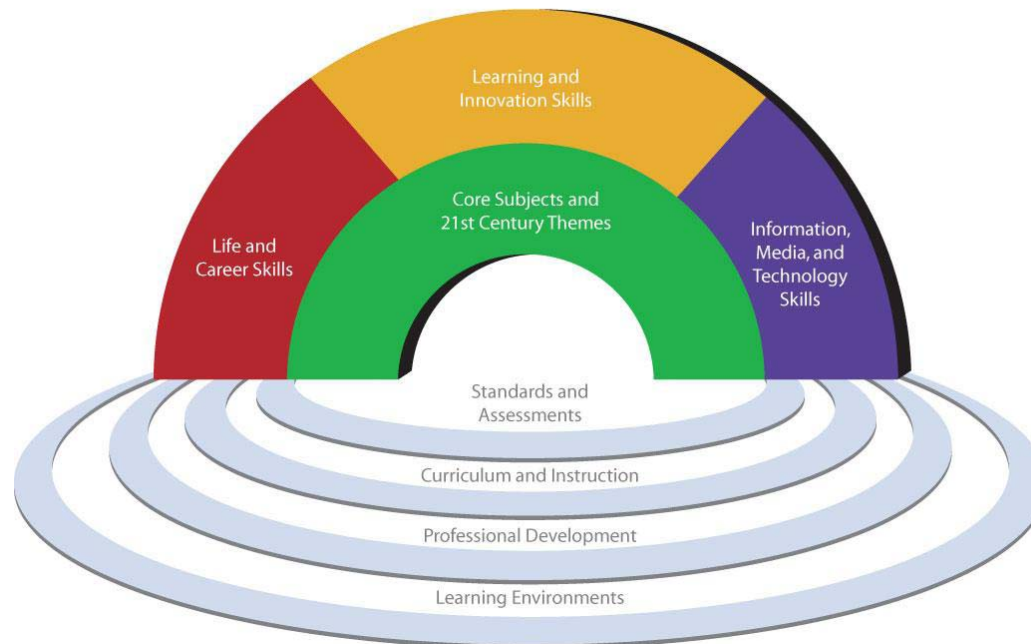 Learning and
Innovation Skills
Core Subjects and
21st Century Themes
Life and
Career Skills
Information,
Media, and
Technology
Skills
Standards and
Assessments
Curriculum and Instruction
Professional Development
Learning Environments